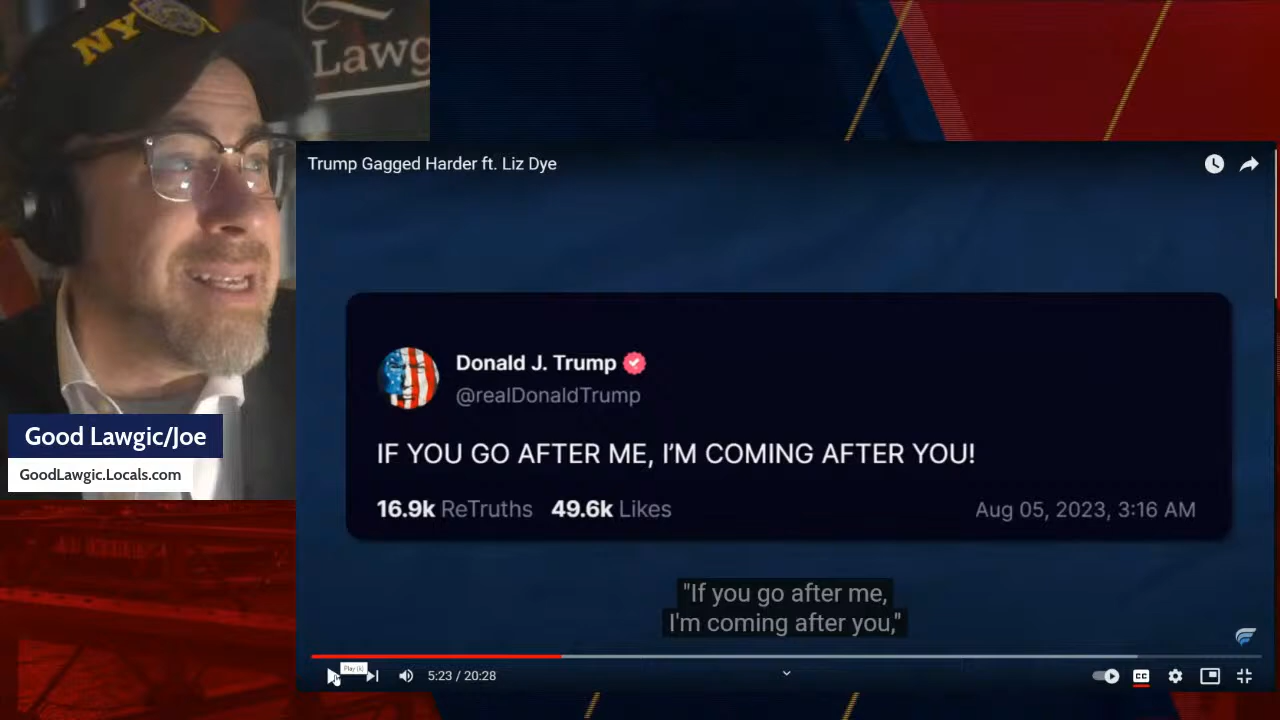 NY
Lawg
Trump Gagged Harder ft. Liz Dye
Donald J. Trump
@realDonaldTrump
IF YOU GO AFTER ME, I'M COMING AFTER YOU!
16.9k ReTruths 49.6k Likes
Aug 05, 2023, 3:16 AM
Good Lawgic/Joe
GoodLawgic.Locals.com
"If you go after me,
I'm coming after you,"
Play (k)
5:23 / 20:28
CC